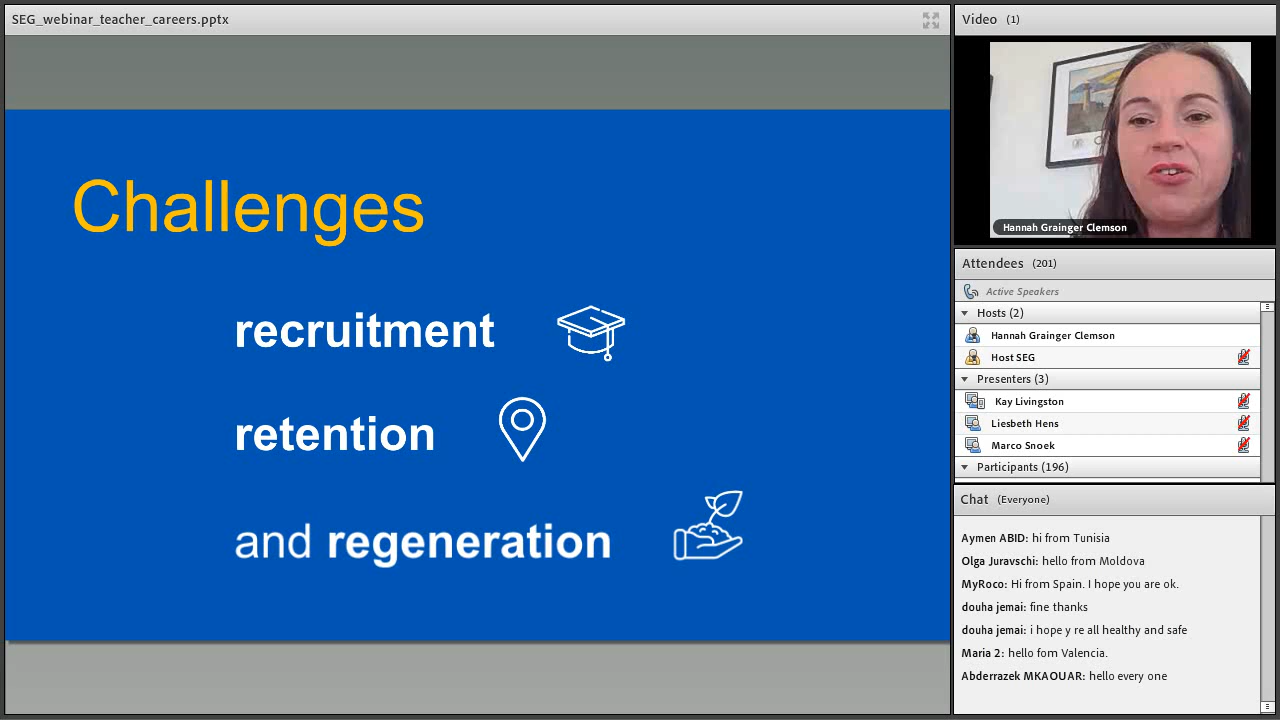 SEG_webinar_teacher_careers.pptx
Challenges
recruitment
retention
and regeneration
Video (1)
Hannah Grainger Clemson
Attendees (201)
Active Speakers
Hosts (2)
Hannah Grainger Clemson
Host SEG
Presenters (3)
Kay Livingston
Liesbeth Hens
Marco Snoek
Participants (196)
Chat (Everyone)
Aymen ABID: hi from Tunisia
Olga Juravschi: hello from Moldova
MyRoco: Hi from Spain. I hope you are ok.
douha jemai: fine thanks
douha jemai: i hope y re all healthy and safe
Maria 2: hello fom Valencia.
Abderrazek MKAOUAR: hello every one